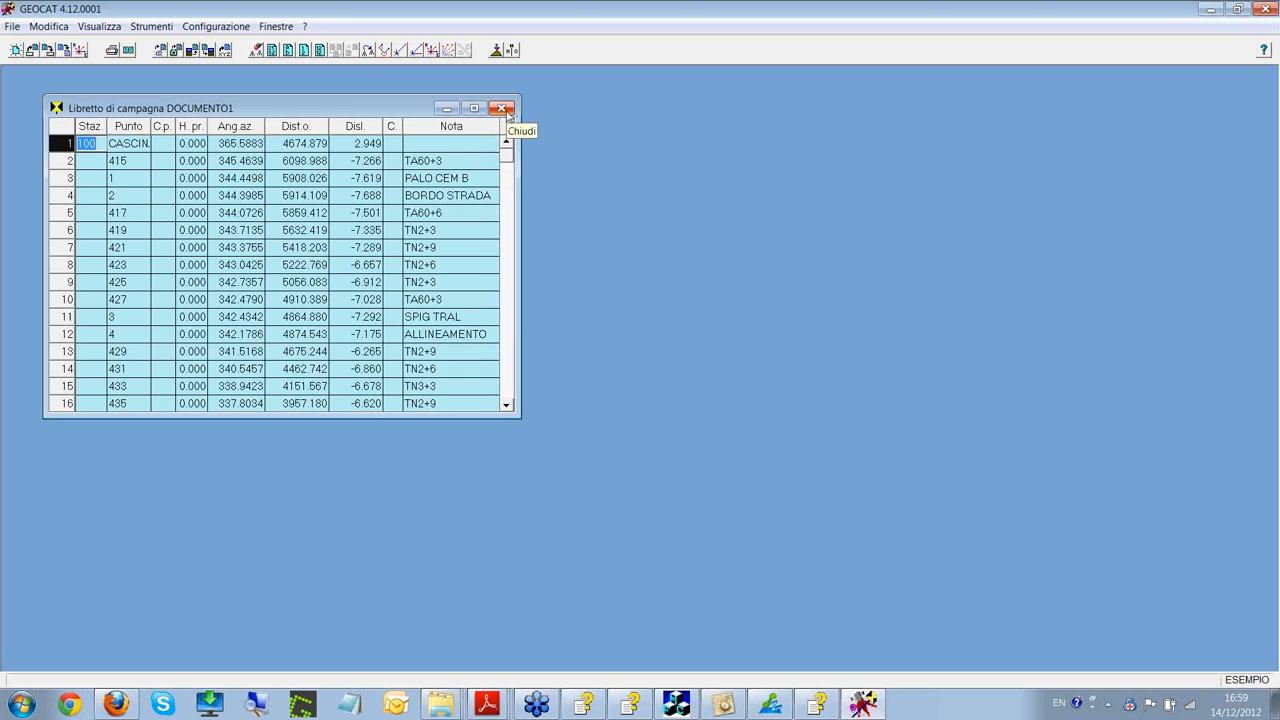 GEOCAT 4.12.0001
File Modifica Visualizza Strumenti Configurazione Finestre ?
Libretto di campagna DOCUMENTO1
Chiudi
Staz. Punto C.p. H. pr. Ang.az. Dist.o. Disl. C. Nota
1 100 CASCIN. 0.000 365.5883 4674.879 2.949
2 415 0.000 345.4639 6098.988 -7.266 TA60+3
3 1 0.000 344.4498 5908.026 -7.619 PALO CEM B
4 2 0.000 344.3985 5914.109 -7.688 BORDO STRADA
5 417 0.000 344.0726 5859.412 -7.501 TA60+6
6 419 0.000 343.7135 5632.419 -7.335 TN2+3
7 421 0.000 343.3755 5418.203 -7.289 TN2+9
8 423 0.000 343.0425 5222.769 -6.657 TN2+6
9 425 0.000 342.7357 5056.083 -6.912 TN2+3
10 427 0.000 342.4790 4910.389 -7.028 TA60+3
11 3 0.000 342.4342 4864.880 -7.292 SPIG TRAL
12 4 0.000 342.1786 4874.543 -7.175 ALLINEAMENTO
13 429 0.000 341.5168 4675.244 -6.265 TN2+9
14 431 0.000 340.5457 4462.742 -6.860 TN2+6
15 433 0.000 338.9423 4151.567 -6.678 TN3+3
16 435 0.000 337.8034 3957.180 -6.620 TN2+9
ESEMPIO
EN
16:59
14/12/2012